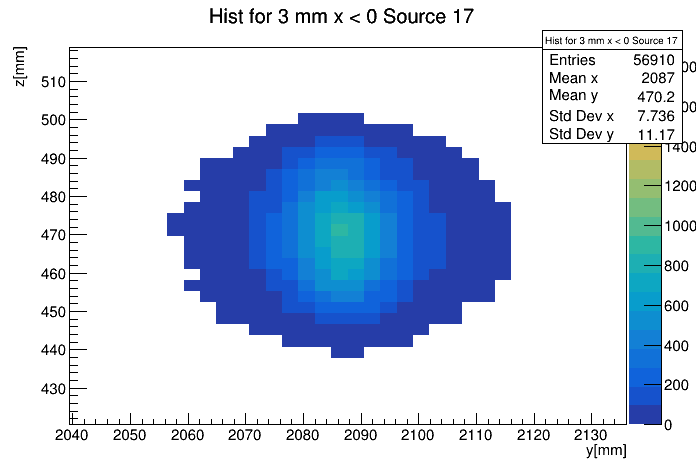 Hist for 3 mm x < 0 Source 17
z[mm]
Hist for 3 mm x < 0 Source 17
Entries 56910
Mean x 2087
Mean y 470.2
Std Dev x 7.736
Std Dev y 11.17
510
500
490
480
470
460
450
440
430
2040 2050 2060 2070 2080 2090 2100 2110 2120 2130
y[mm]
1400
1200
1000
800
600
400
200
0